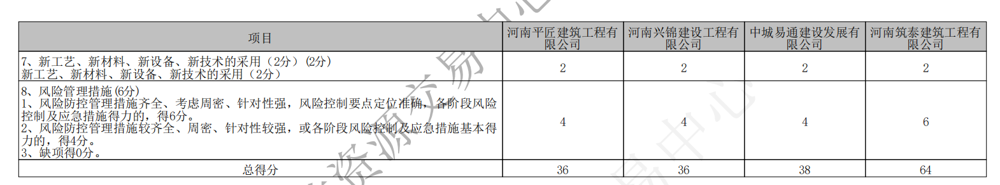 项目
河南平匠建筑工程有
限公司
河南兴锦建设工程有
限公司
中城易通建设发展有
限公司
河南筑泰建筑工程有
限公司
7、新工艺、新材料、新设备、新技术的采用（2分）(2分)
新工艺、新材料、新设备、新技术的采用（2分）
2
2
2
2
8、风险管理措施(6分)
1、风险防控管理措施齐全、考虑周密、针对性强，风险控制要点定位准确，各阶段风险
控制及应急措施得力的，得6分。
2、风险防控管理措施较齐全、周密、针对性较强，或各阶段风险控制及应急措施基本得
力的，得4分。
3、缺项得0分。
4
4
4
6
总得分
36
36
38
64
资源交易中心
易中心